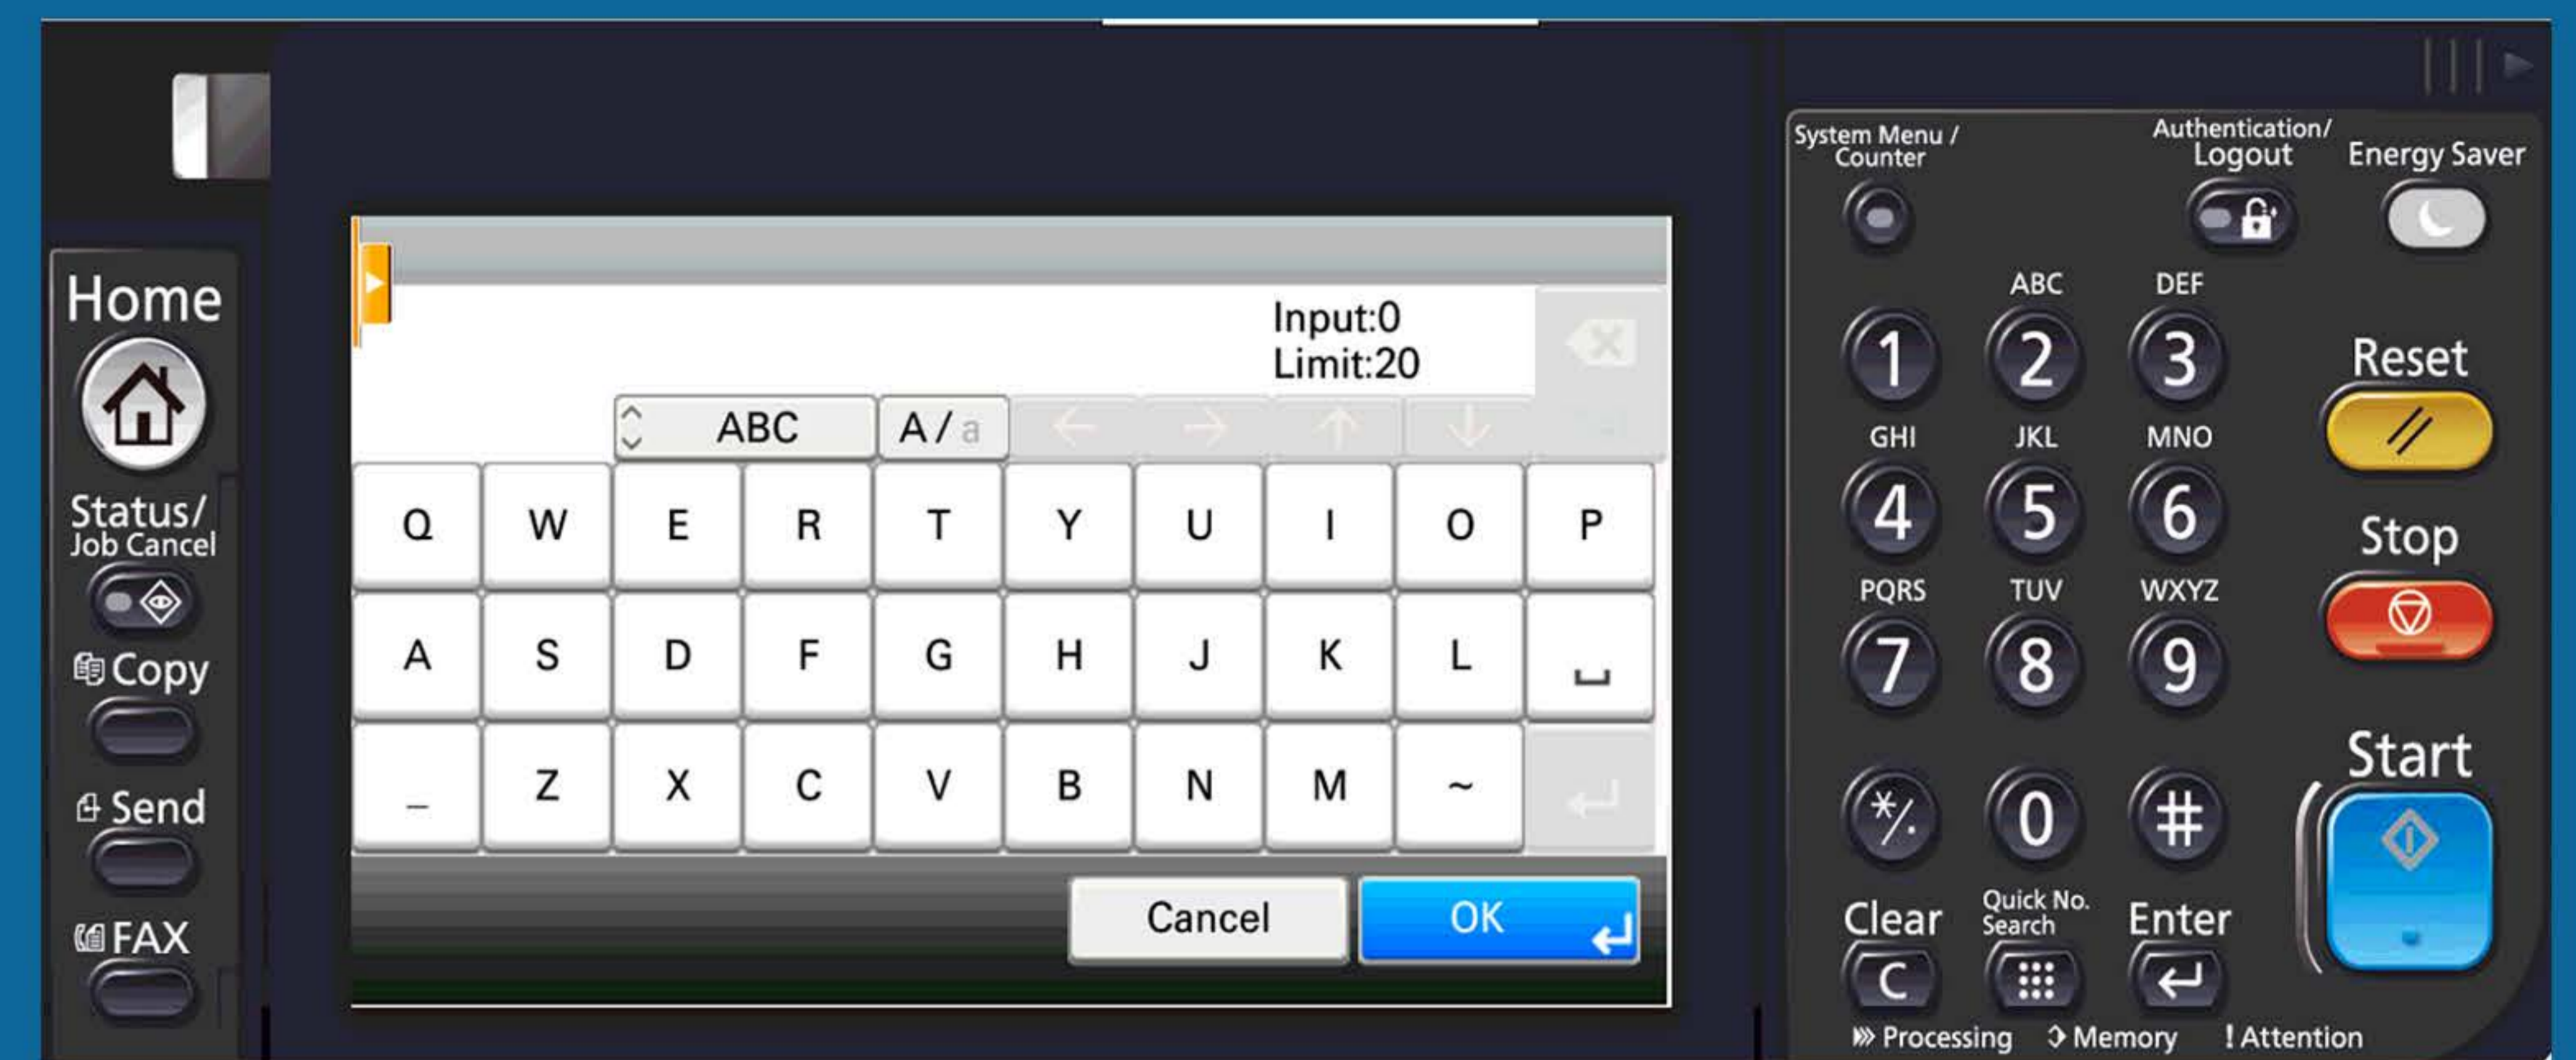 Home
Status/
Job Cancel
Copy
Send
FAX
Input:0
Limit:20
ABC
A/a
Q W E R T Y U I O P
A S D F G H J K L
_ Z X C V B N M ~
Cancel
OK
System Menu /
Counter
Authentication/
Logout
Energy Saver
ABC DEF
1 2 3
GHI JKL MNO
4 5 6
PQRS TUV WXYZ
7 8 9
*/. 0 #
Reset
Stop
Start
Clear
Quick No.
Search
Enter
C
Processing
Memory
! Attention